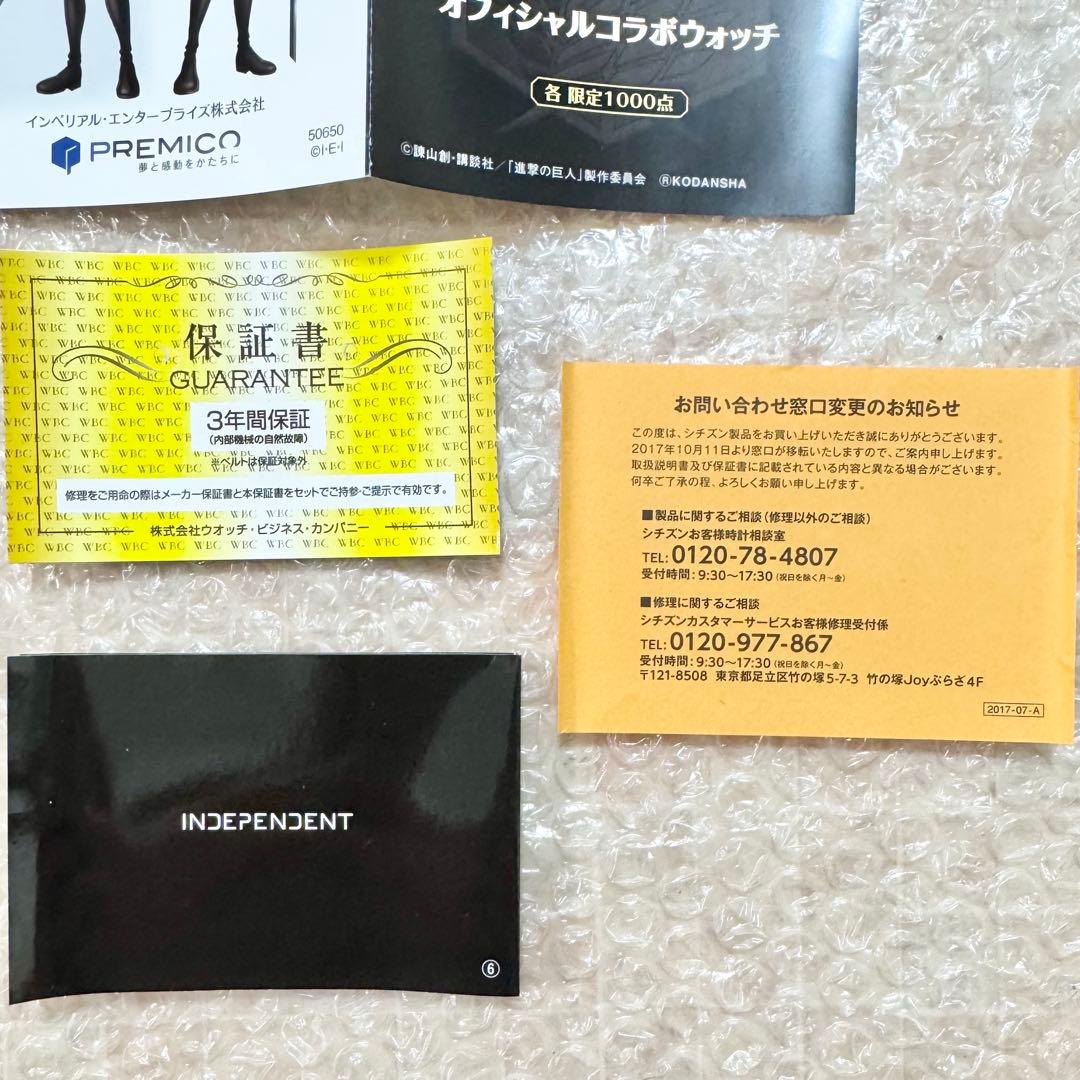 オフィシャルコラボウォッチ
各 限定1000点
インペリアル・エンタープライズ株式会社
PREMICO
夢と感動をかたちに
50650
©I・E・I
©諫山創・講談社／「進撃の巨人」製作委員会 ®KODANSHA
保証書
GUARANTEE
3年間保証
(内部機械の自然故障)
※ベルトは保証対象外
修理をご用命の際はメーカー保証書と本保証書をセットでご持参・ご提示で有効です。
株式会社ウオッチ・ビジネス・カンパニー
お問い合わせ窓口変更のお知らせ
この度は、シチズン製品をお買い上げいただき誠にありがとうございます。
2017年10月11日より窓口が移転いたしますので、ご案内申し上げます。
取扱説明書及び保証書に記載されている内容と異なる場合がございます。
何卒ご了承の程、よろしくお願い申し上げます。
■製品に関するご相談(修理以外のご相談)
シチズンお客様時計相談室
TEL: 0120-78-4807
受付時間: 9:30〜17:30 (祝日を除く月〜金)
■修理に関するご相談
シチズンカスタマーサービスお客様修理受付係
TEL: 0120-977-867
受付時間: 9:30〜17:30 (祝日を除く月〜金)
〒121-8508 東京都足立区竹の塚5-7-3 竹の塚Joyぷらざ4F
2017-07-A
INDEPENDENT
⑥